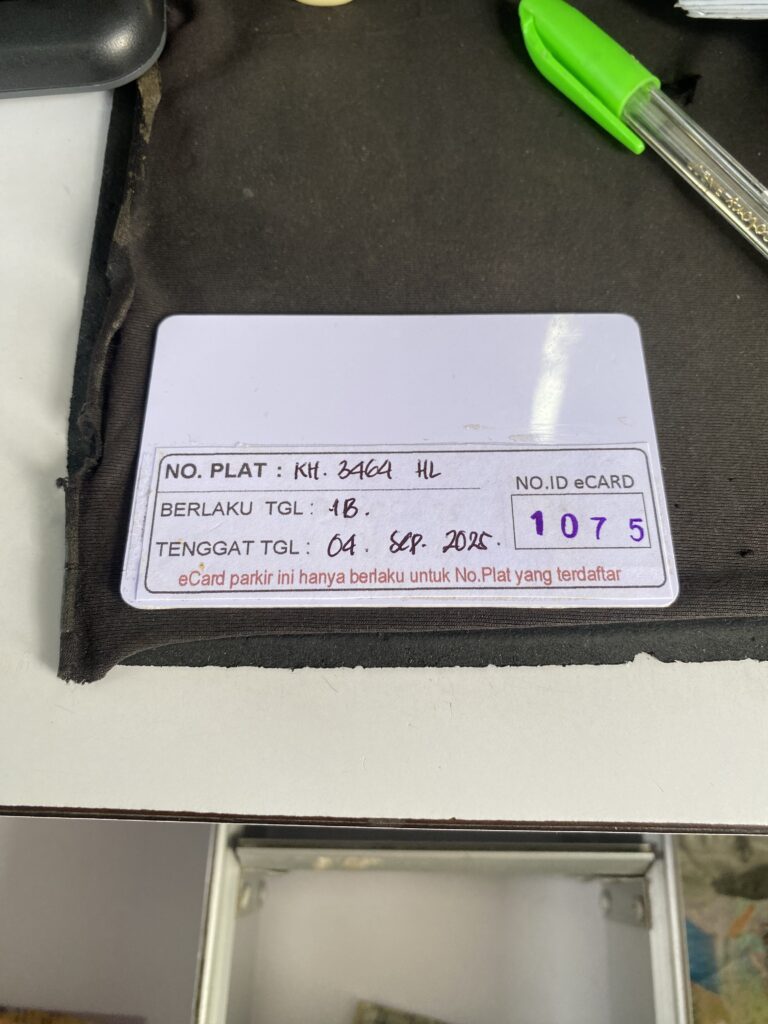 NO. PLAT : KH. 3464 HL
NO.ID eCARD
BERLAKU TGL : 1B.
1075
TENGGAT TGL : 04. Sep. 2025.
eCard parkir ini hanya berlaku untuk No.Plat yang terdaftar